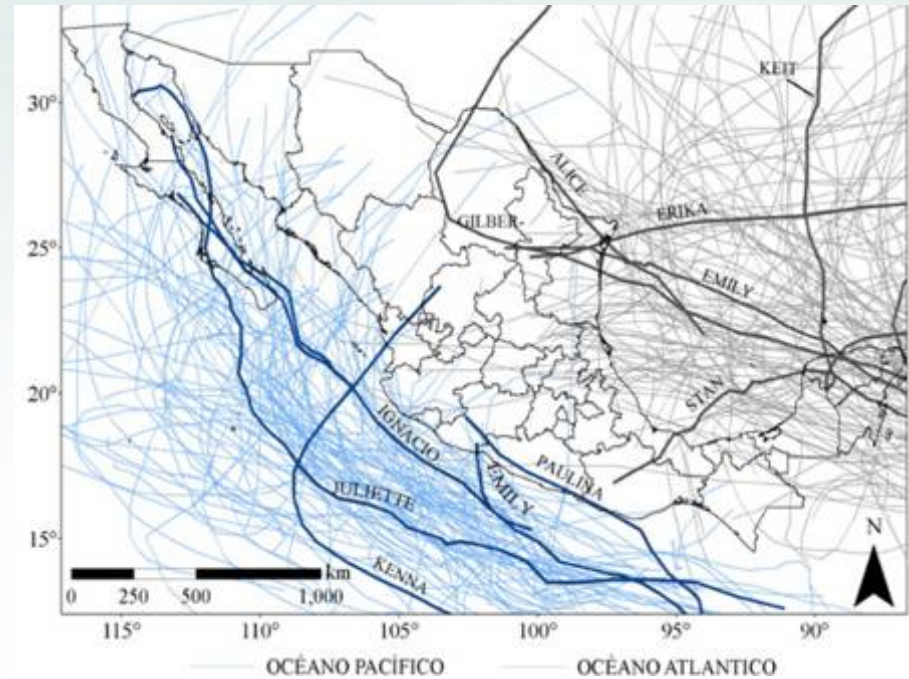 KEIT
30°
ALICE
GILBER-
ERIKA
25°
EMILY
20°
STAN
IGNACIO
PAULINA
EMILY
JULIETTE
15°
KENNA
N
km
0 250 500 1,000
115° 110° 105° 100° 95° 90°
OCÉANO PACÍFICO OCÉANO ATLANTICO